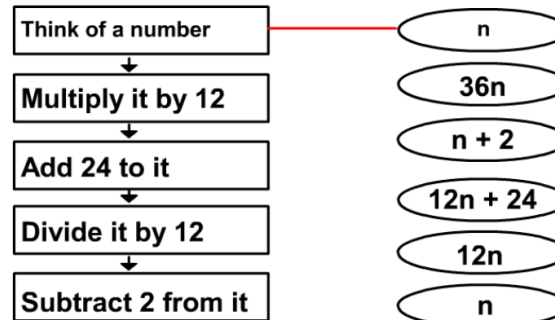 Think of a number
n
Multiply it by 12
36n
Add 24 to it
n + 2
Divide it by 12
12n + 24
Subtract 2 from it
12n
n